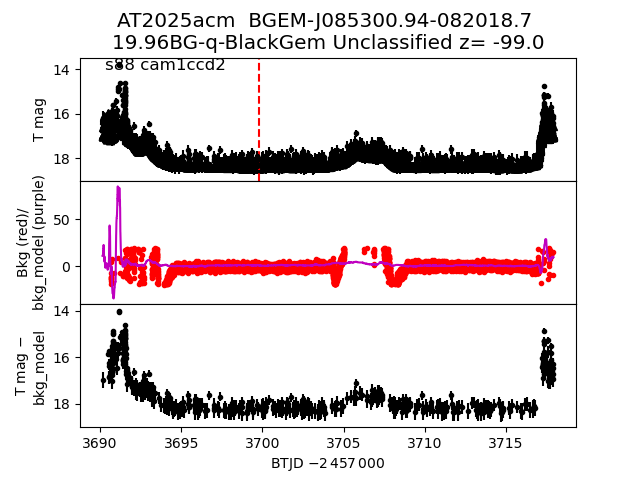 AT2025acm  BGEM-J085300.94-082018.7
19.96BG-q-BlackGem Unclassified z= -99.0
s88 cam1ccd2
T mag
14
16
18
Bkg (red)/
bkg_model (purple)
50
0
T mag −
bkg_model
14
16
18
3690
3695
3700
3705
3710
3715
BTJD −2 457 000